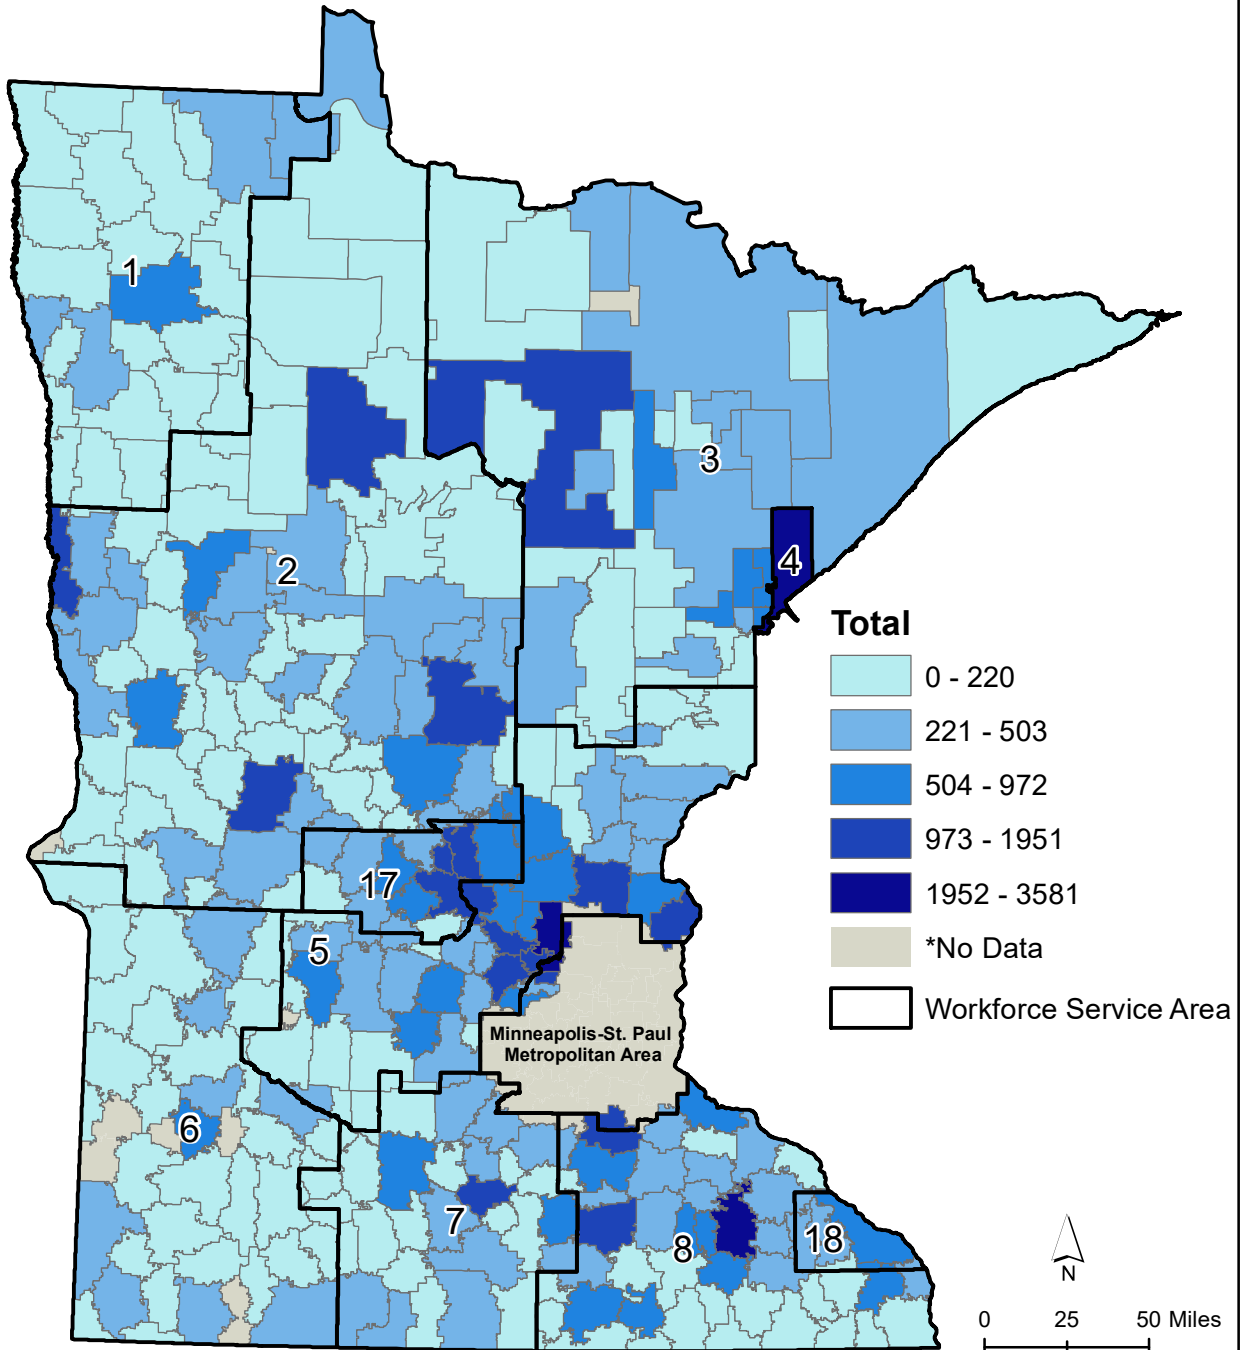 1
3
4
2
Total
0 - 220
221 - 503
504 - 972
973 - 1951
1952 - 3581
*No Data
Workforce Service Area
17
5
Minneapolis-St. Paul
Metropolitan Area
6
7
8
18
N
0 25 50 Miles